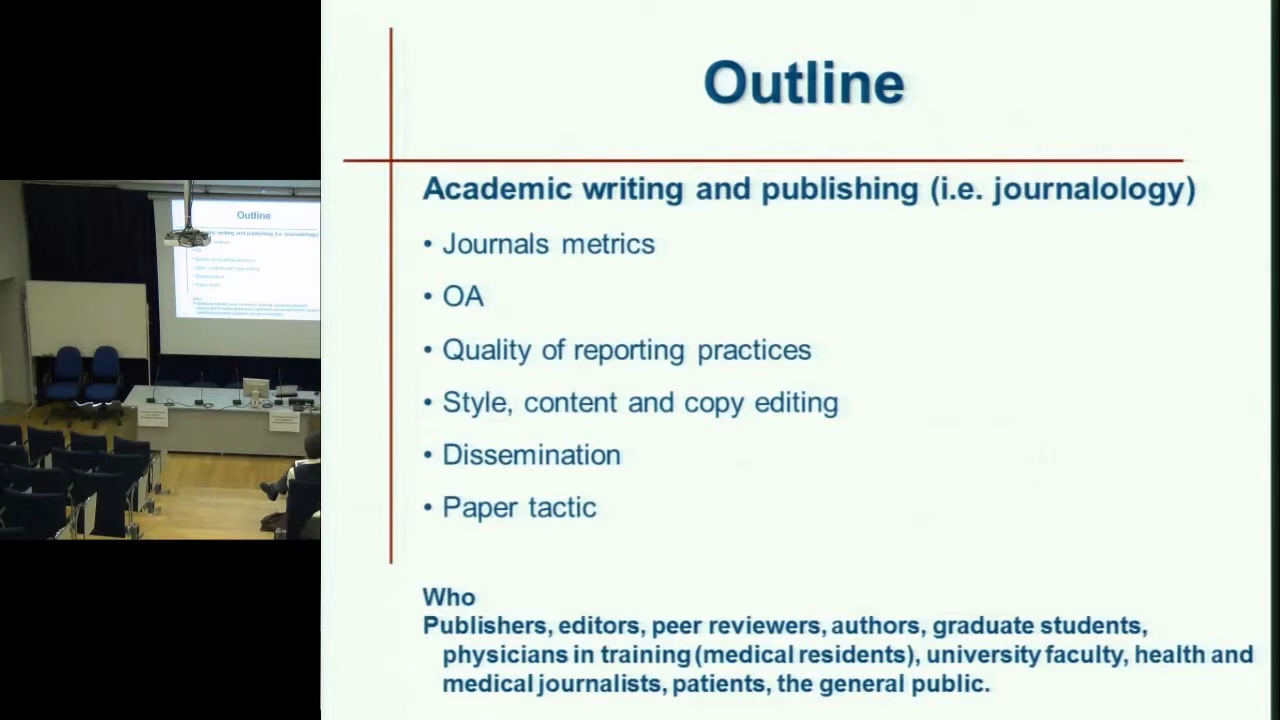 Outline
Academic writing and publishing (i.e. journalology)
• Journals metrics
• OA
• Quality of reporting practices
• Style, content and copy editing
• Dissemination
• Paper tactic
Who
Publishers, editors, peer reviewers, authors, graduate students,
physicians in training (medical residents), university faculty, health and
medical journalists, patients, the general public.
Outline